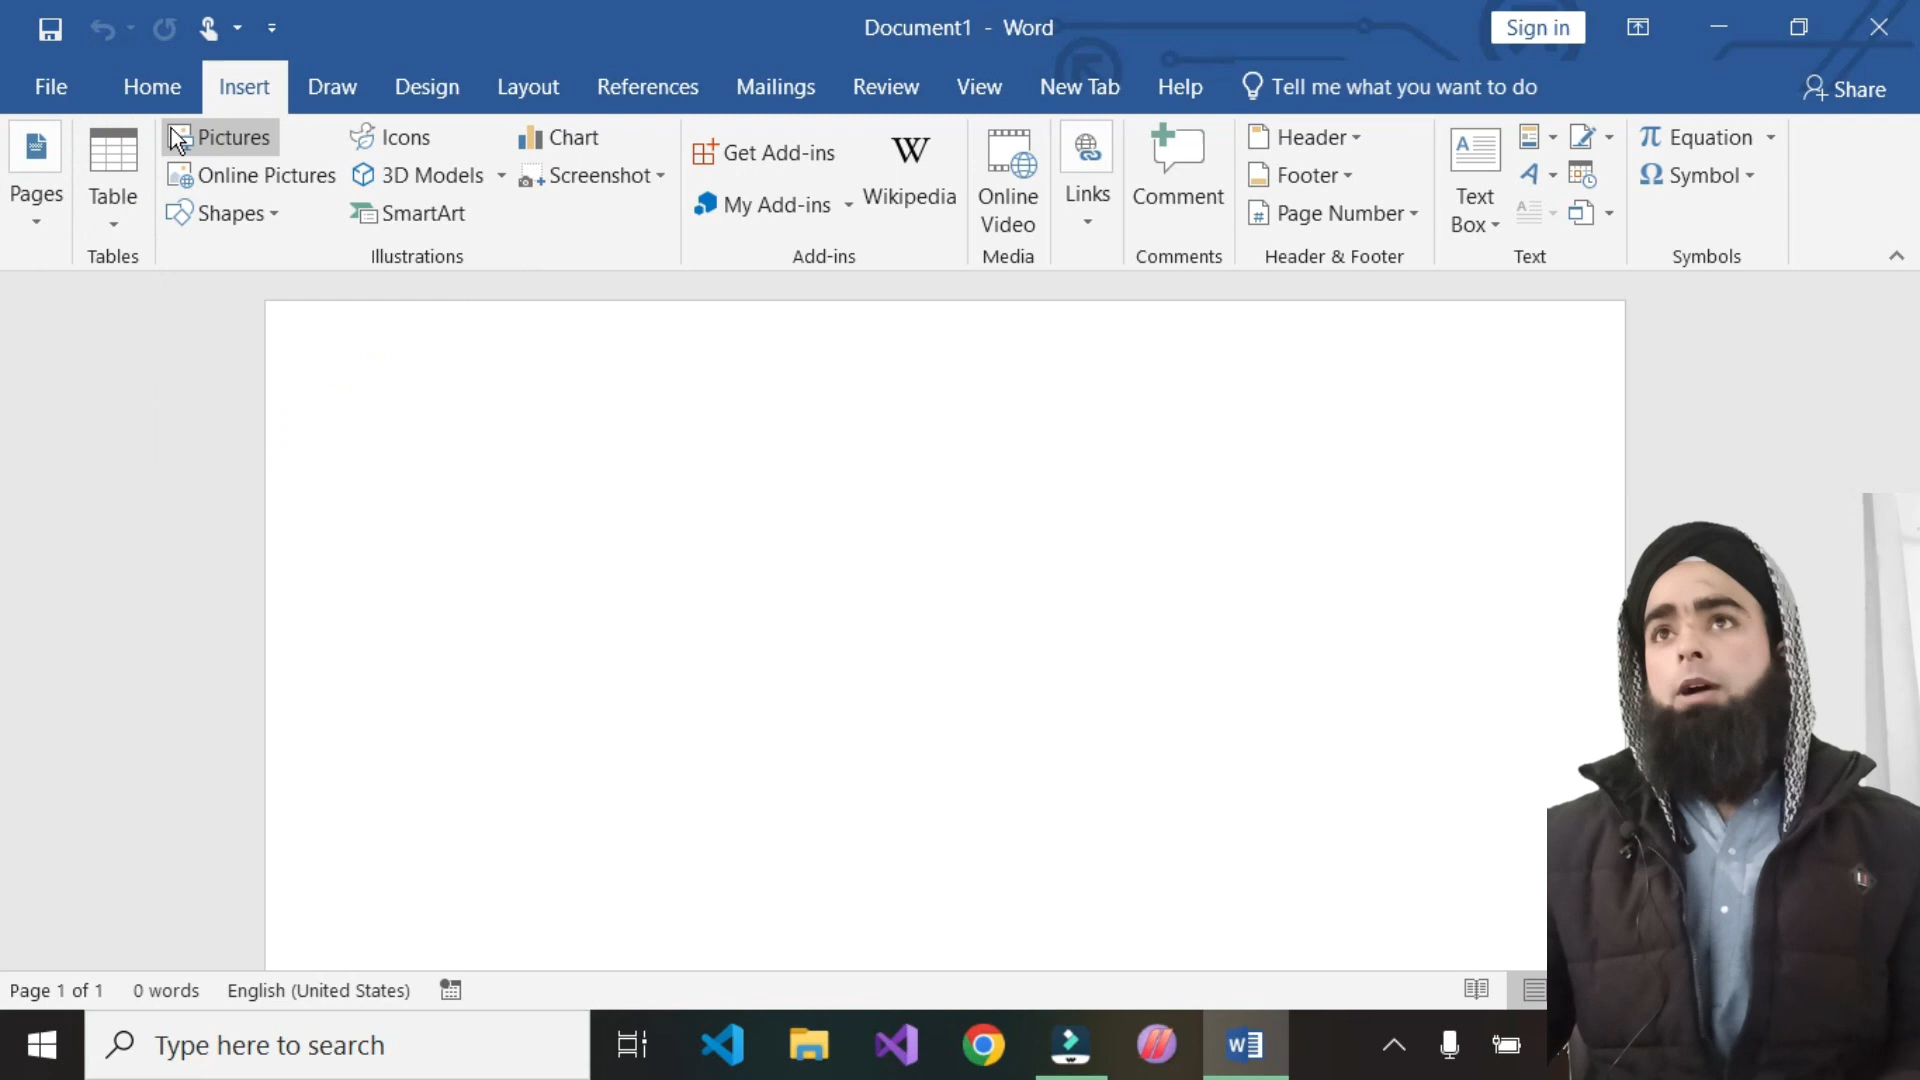 Document1 - Word
Sign in
File Home Insert Draw Design Layout References Mailings Review View New Tab Help Tell me what you want to do Share
Pages
Table
Tables
Pictures
Online Pictures
Shapes
Icons
3D Models
SmartArt
Chart
Screenshot
Illustrations
Get Add-ins
My Add-ins
W
Wikipedia
Add-ins
Online
Video
Media
Links
Comment
Comments
Header
Footer
# Page Number
Header & Footer
A
Text
Box
A
A
Text
π Equation
Ω Symbol
Symbols
Page 1 of 1 0 words English (United States)
Type here to search
W